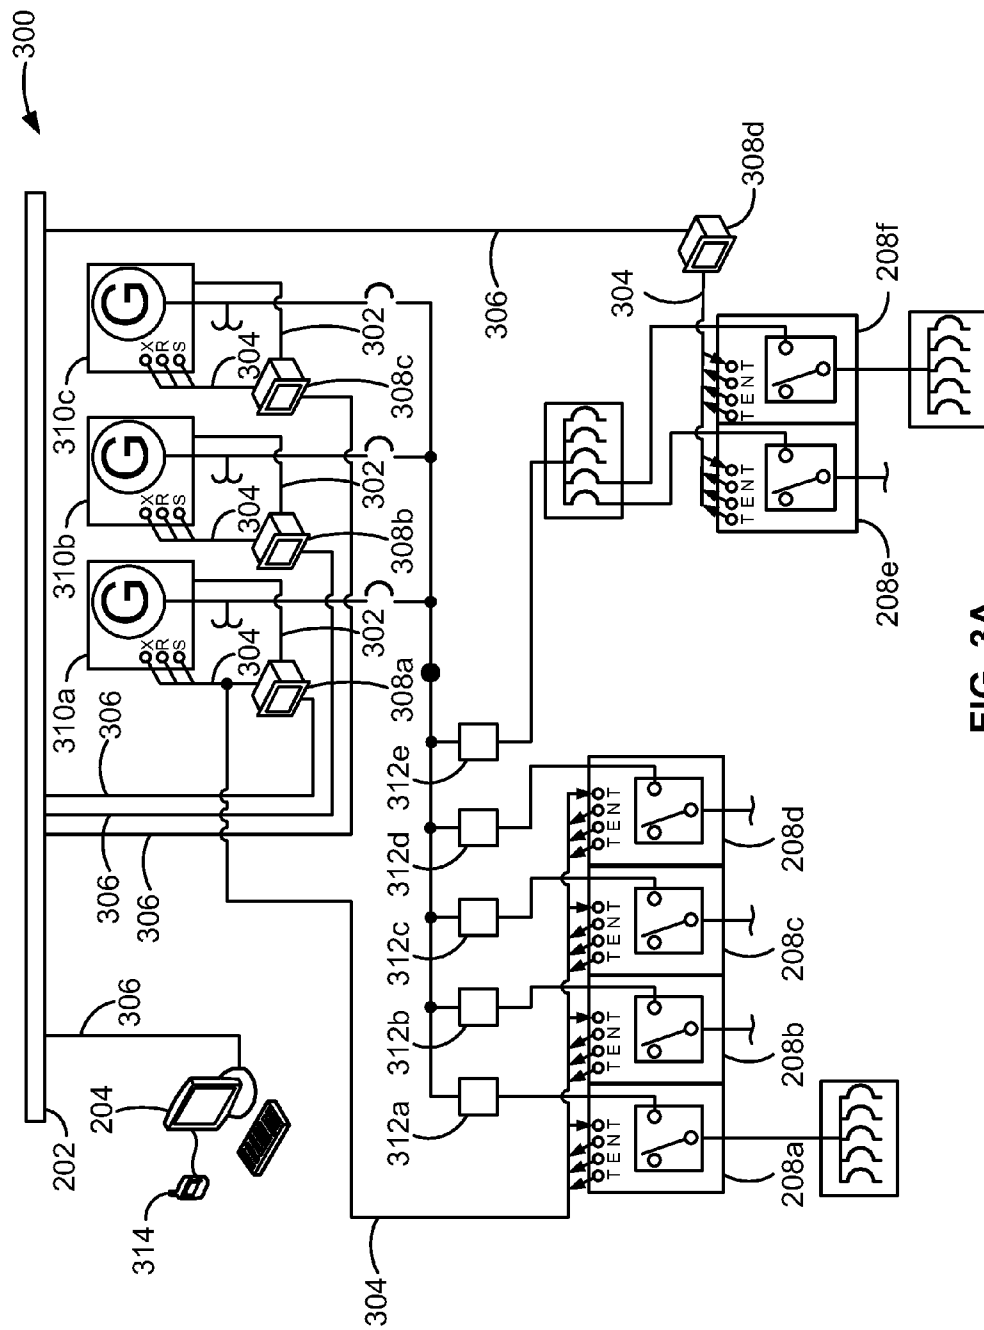 300
310c
310b
310a
G
G
G
X
R
S
X
R
S
X
R
S
304
304
304
302
302
302
308c
308b
308a
306
306
306
306
306
304
308d
208f
208e
T E N T
T E N T
202
204
314
304
312a
312b
312c
312d
312e
T E N T
T E N T
T E N T
T E N T
208a
208b
208c
208d
FIG. 3A